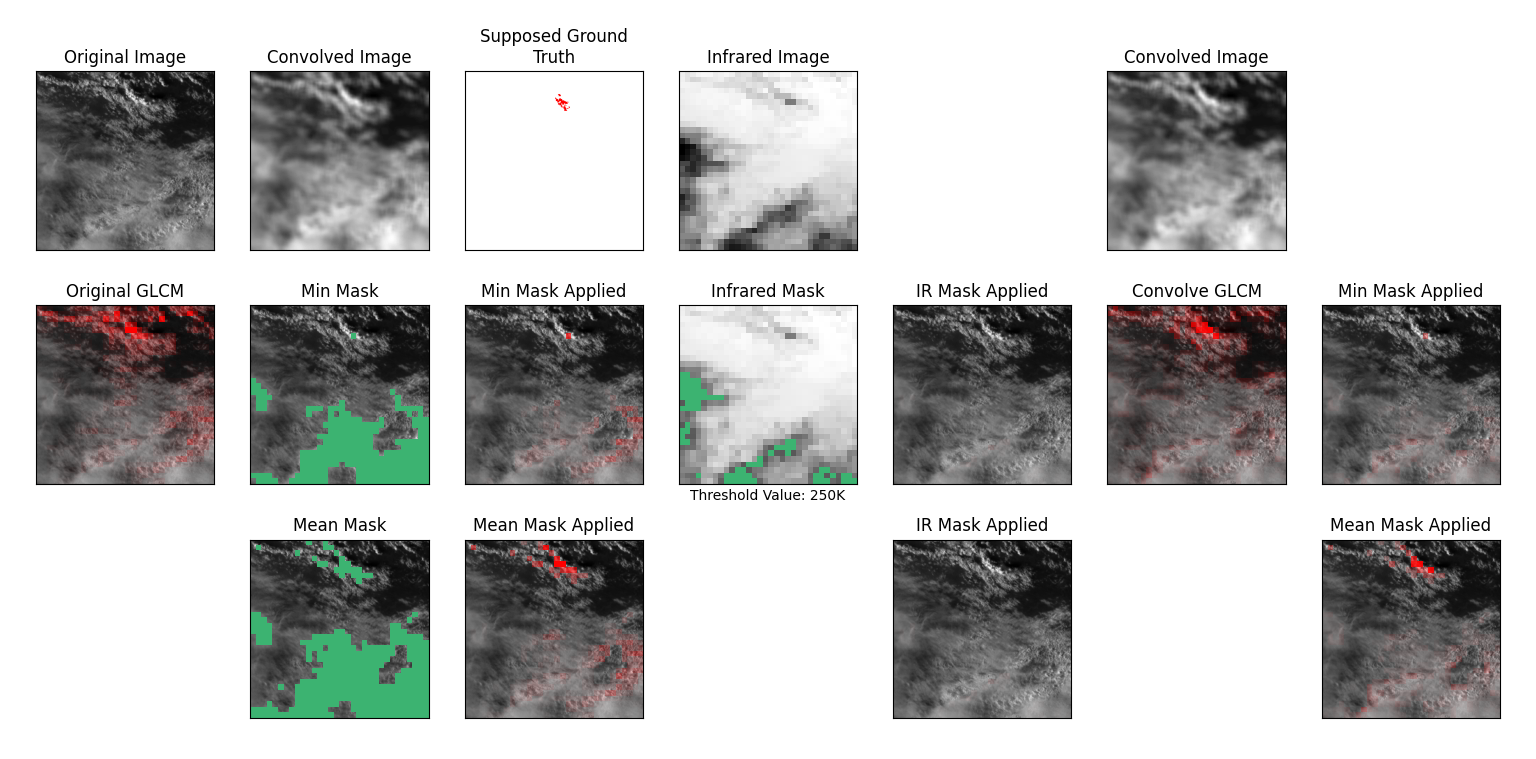 Original Image
Convolved Image
Supposed Ground
Truth
Infrared Image
Convolved Image
Original GLCM
Min Mask
Min Mask Applied
Infrared Mask
IR Mask Applied
Convolve GLCM
Min Mask Applied
Threshold Value: 250K
Mean Mask
Mean Mask Applied
IR Mask Applied
Mean Mask Applied